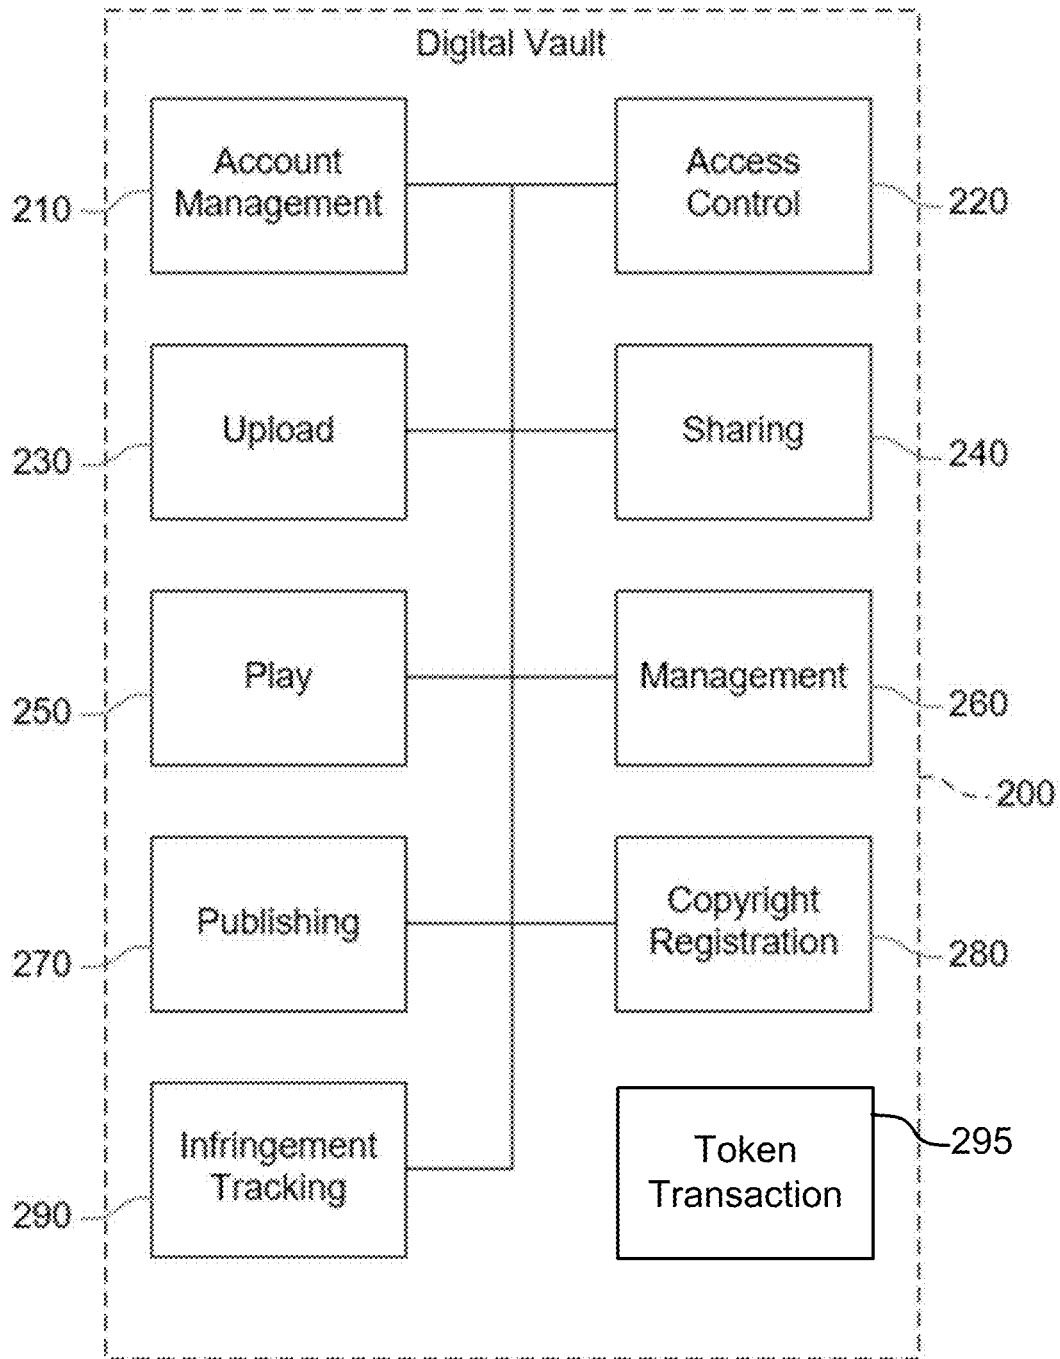 Digital Vault
Account
Management
210
Access
Control
220
Upload
230
Sharing
240
Play
250
Management
260
200
Publishing
270
Copyright
Registration
280
Infringement
Tracking
290
Token
Transaction
295